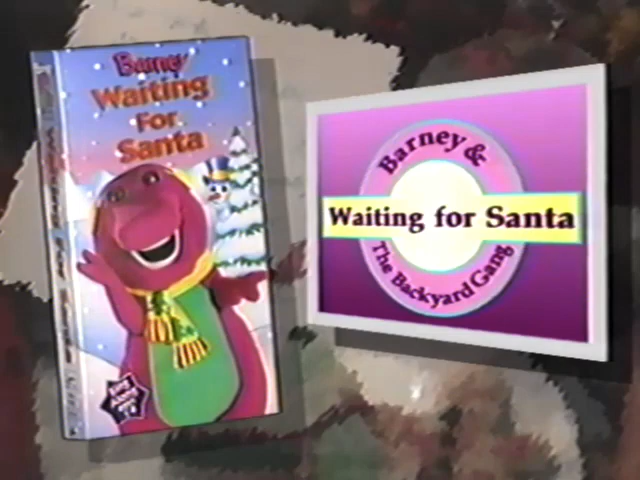 Barney
Waiting
For
Santa
Barney &
Waiting for Santa
The Backyard Gang